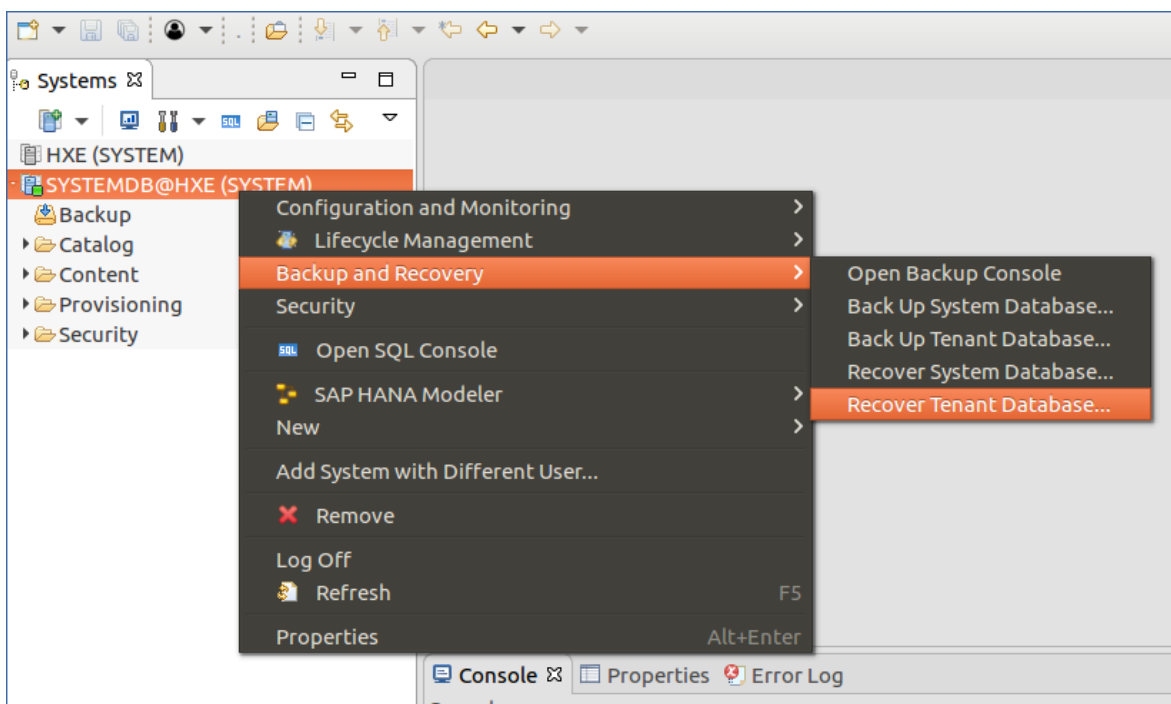 Systems
SQL
HXE (SYSTEM)
SYSTEMDB@HXE (SYSTEM)
Backup
Catalog
Content
Provisioning
Security
Configuration and Monitoring
Lifecycle Management
Backup and Recovery
Security
SQL Open SQL Console
SAP HANA Modeler
New
Add System with Different User...
Remove
Log Off
Refresh F5
Properties Alt+Enter
Open Backup Console
Back Up System Database...
Back Up Tenant Database...
Recover System Database...
Recover Tenant Database...
Console Properties Error Log